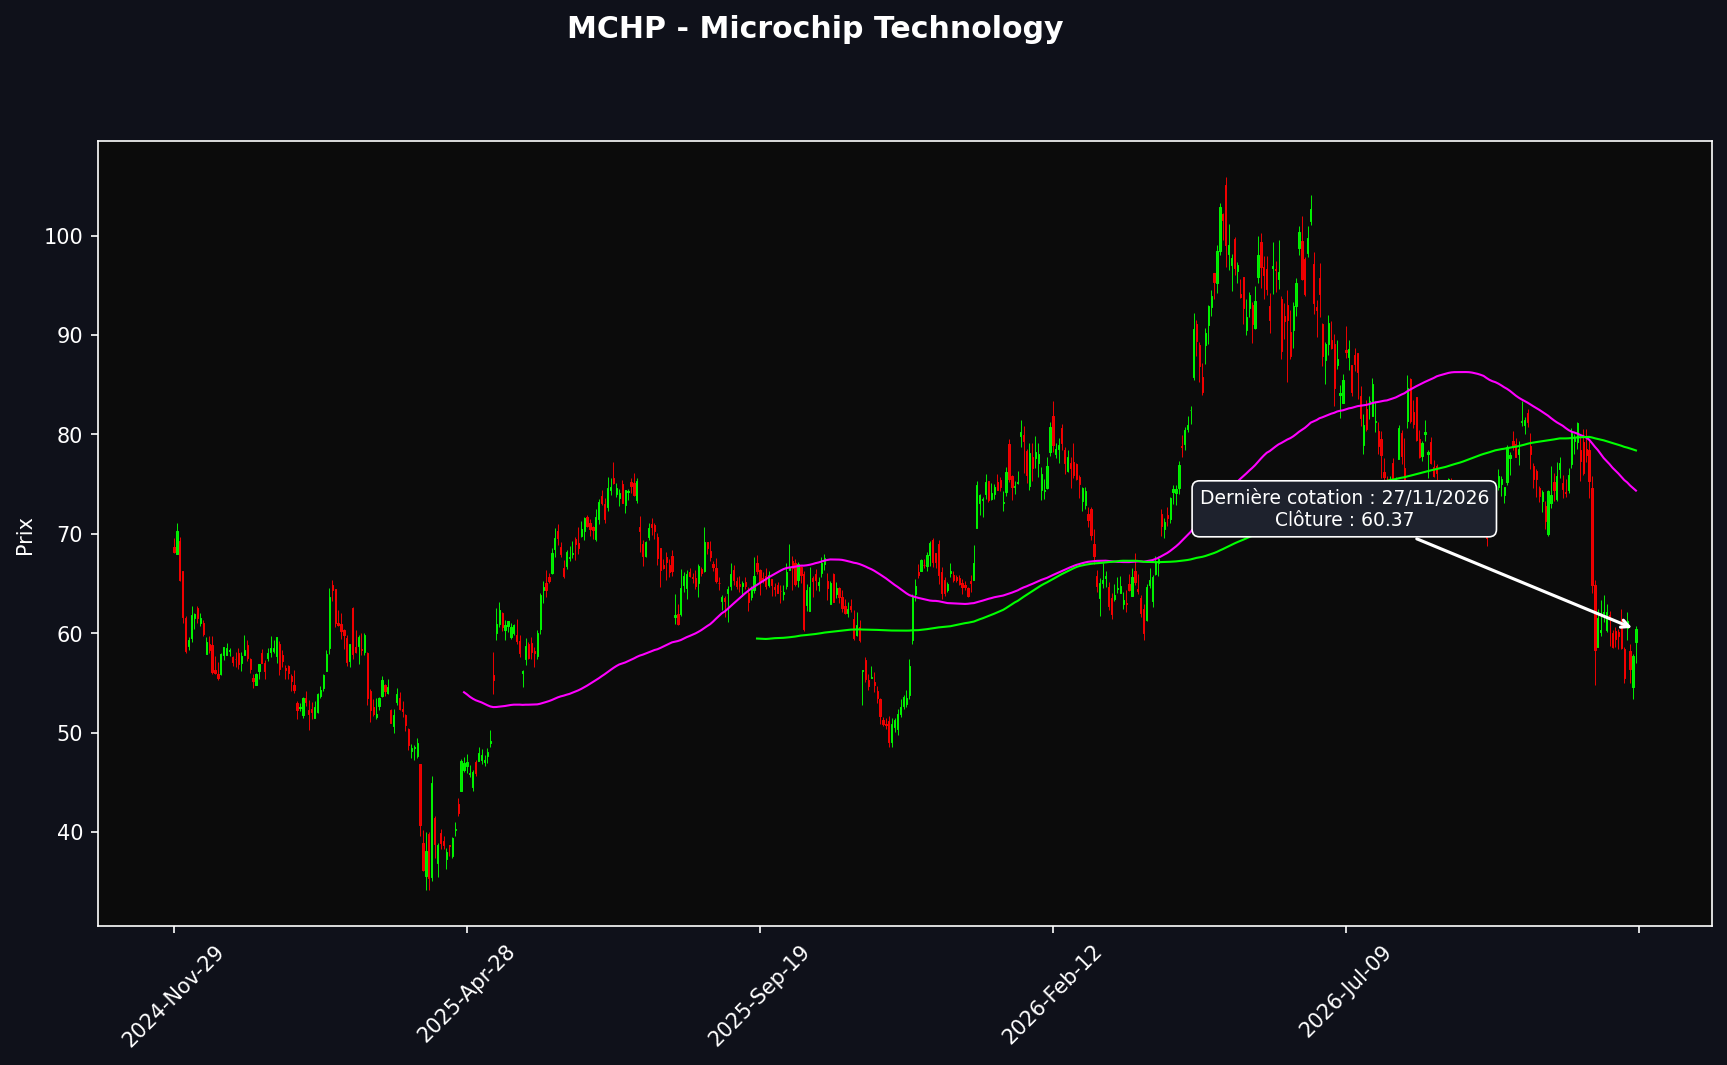 MCHP - Microchip Technology
Prix
100
90
80
70
60
50
40
Dernière cotation : 27/11/2026
Clôture : 60.37
2024-Nov-29
2025-Apr-28
2025-Sep-19
2026-Feb-12
2026-Jul-09